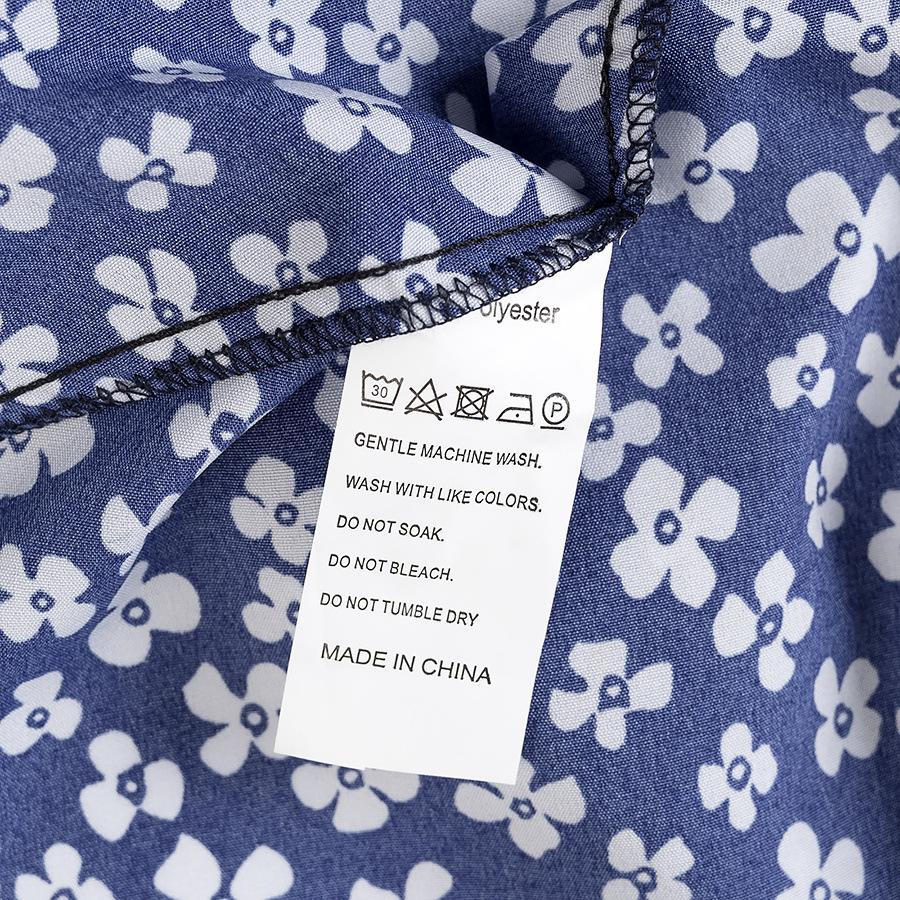 olyester
30 P
GENTLE MACHINE WASH.
WASH WITH LIKE COLORS.
DO NOT SOAK.
DO NOT BLEACH.
DO NOT TUMBLE DRY
MADE IN CHINA